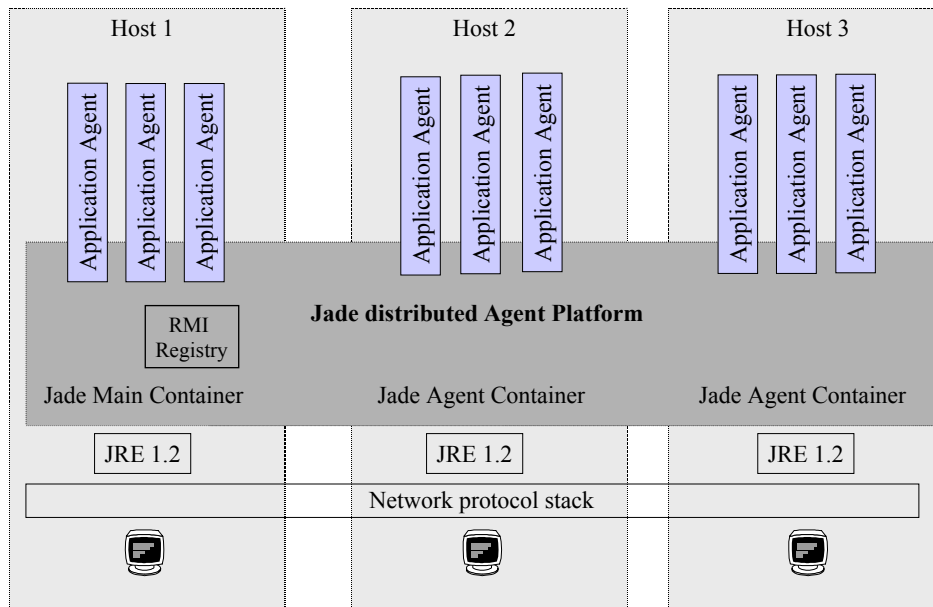 Host 1
Host 2
Host 3
Application Agent
Application Agent
Application Agent
Application Agent
Application Agent
Application Agent
Application Agent
Application Agent
Application Agent
Jade distributed Agent Platform
RMI
Registry
Jade Main Container
Jade Agent Container
Jade Agent Container
JRE 1.2
JRE 1.2
JRE 1.2
Network protocol stack